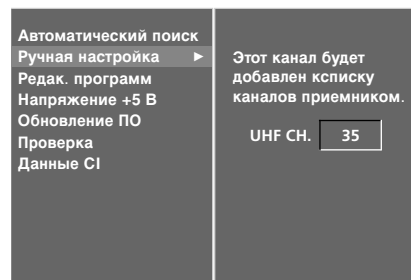 Автоматический поиск
Ручная настройка ►
Редак. программ
Напряжение +5 В
Обновление ПО
Проверка
Данные CI
Этот канал будет
добавлен ксписку
каналов приемником.
UHF CH. 35